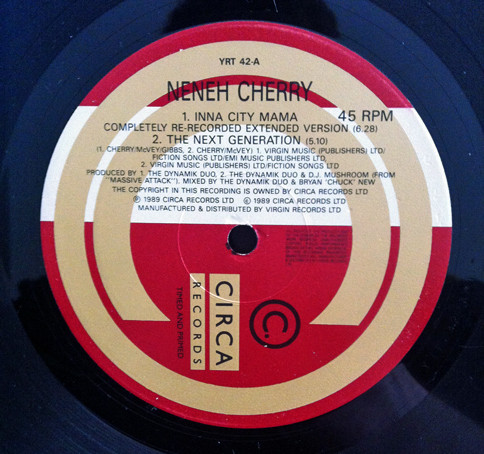 YRT 42-A
NENEH CHERRY
1. INNA CITY MAMA 45 RPM
COMPLETELY RE-RECORDED EXTENDED VERSION (6.28)
2. THE NEXT GENERATION (5.10)
(1. CHERRY/McVEY/GIBBS, 2. CHERRY/McVEY) 1. VIRGIN MUSIC (PUBLISHERS) LTD/
FICTION SONGS LTD/EMI MUSIC PUBLISHERS LTD,
2. VIRGIN MUSIC (PUBLISHERS) LTD/FICTION SONGS LTD
PRODUCED BY 1. THE DYNAMIK DUO, 2. THE DYNAMIK DUO & D.J. MUSHROOM (FROM
"MASSIVE ATTACK"). MIXED BY THE DYNAMIK DUO & BRYAN 'CHUCK' NEW
THE COPYRIGHT IN THIS RECORDING IS OWNED BY CIRCA RECORDS LTD.
℗ 1989 CIRCA RECORDS LTD © 1989 CIRCA RECORDS LTD
MANUFACTURED & DISTRIBUTED BY VIRGIN RECORDS LTD
C.
CIRCA
RECORDS
TIMED AND PRIMED